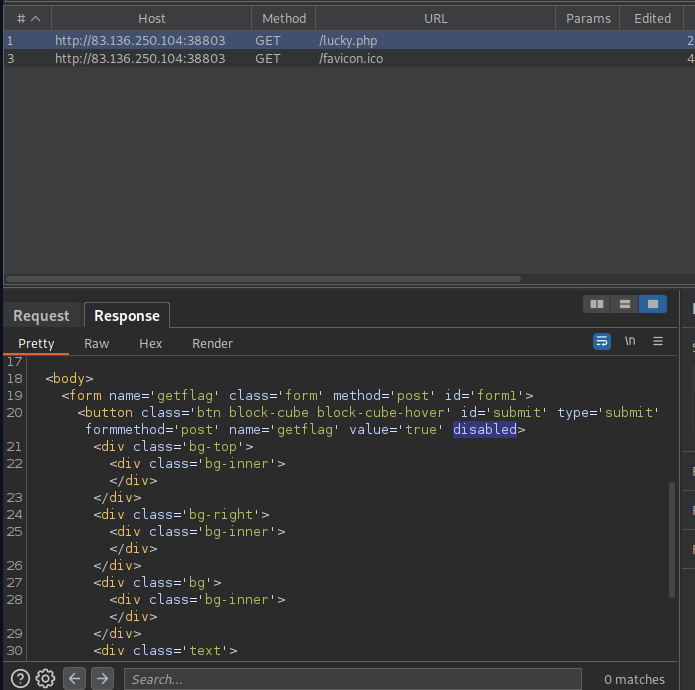 # Host Method URL Params Edited
1 http://83.136.250.104:38803 GET /lucky.php 2
3 http://83.136.250.104:38803 GET /favicon.ico 4
Request Response
Pretty Raw Hex Render \n
17
18 <body>
19 <form name='getflag' class='form' method='post' id='form1'>
20 <button class='btn block-cube block-cube-hover' id='submit' type='submit'
formmethod='post' name='getflag' value='true' disabled>
21 <div class='bg-top'>
22 <div class='bg-inner'>
</div>
23 </div>
24 <div class='bg-right'>
25 <div class='bg-inner'>
</div>
26 </div>
27 <div class='bg'>
28 <div class='bg-inner'>
</div>
29 </div>
30 <div class='text'>
Search... 0 matches